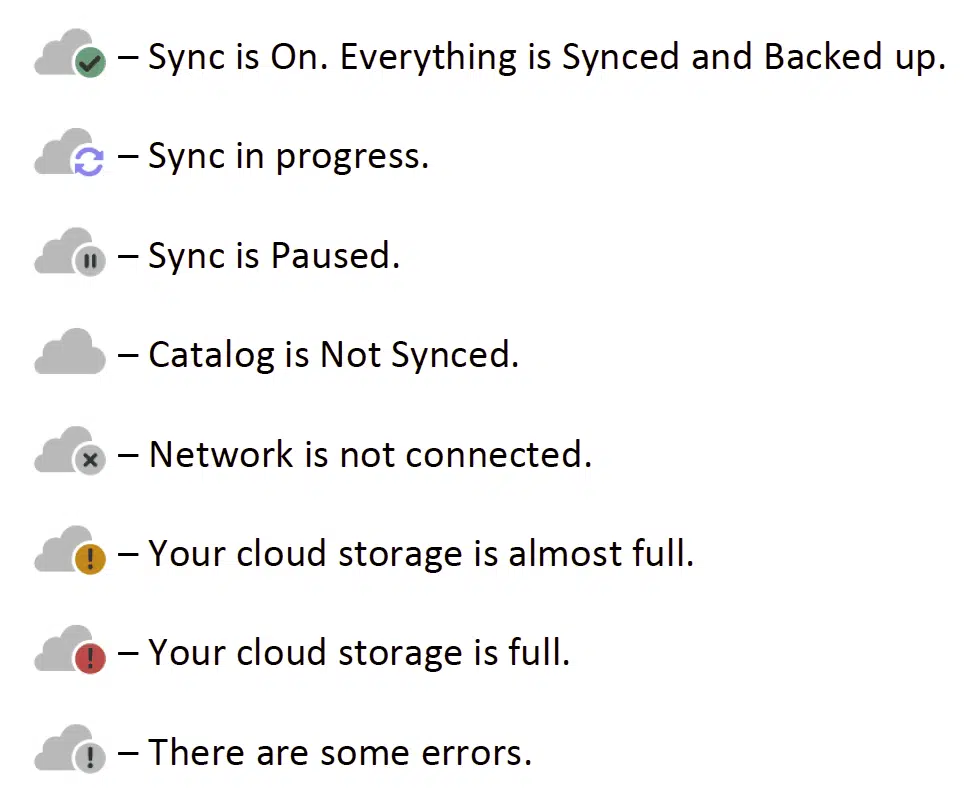 – Sync is On. Everything is Synced and Backed up.
– Sync in progress.
– Sync is Paused.
– Catalog is Not Synced.
– Network is not connected.
– Your cloud storage is almost full.
– Your cloud storage is full.
– There are some errors.